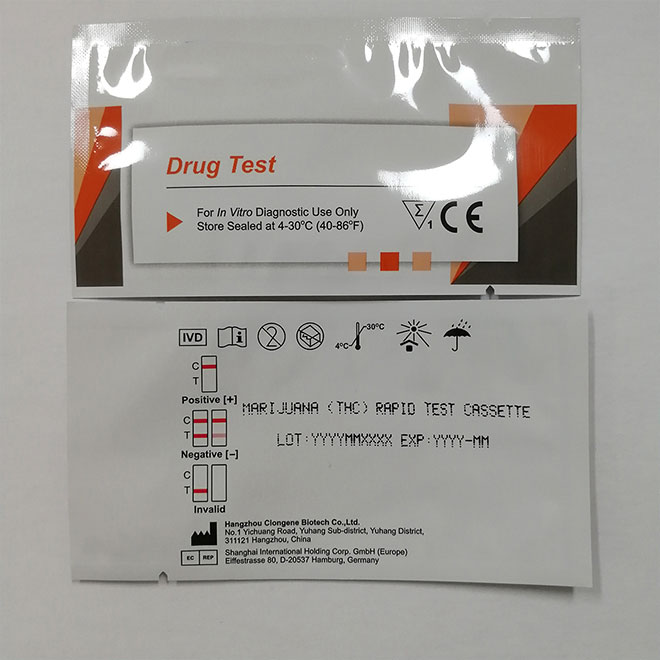 Drug Test
For In Vitro Diagnostic Use Only
Store Sealed at 4-30°C (40-86°F)
Σ
1
CE
IVD
i
2
4°C
30°C
C
T
Positive [+]
C
T
Negative [-]
C
T
Invalid
MARIJUANA (THC) RAPID TEST CASSETTE
LOT:YYYYMMXXXX EXP:YYYY-MM
Hangzhou Clongene Biotech Co.,Ltd.
No.1 Yichuang Road, Yuhang Sub-district, Yuhang District,
311121 Hangzhou, China
EC REP
Shanghai International Holding Corp. GmbH (Europe)
Eiffestrasse 80, D-20537 Hamburg, Germany